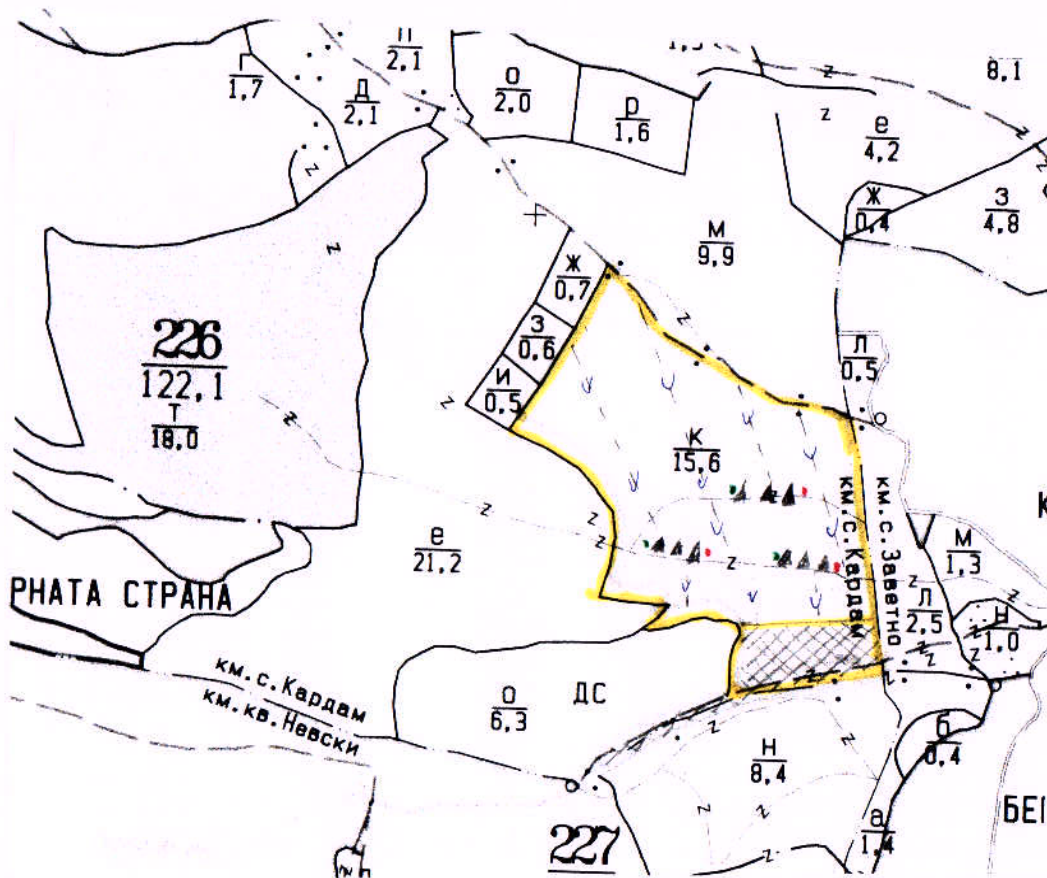 П
2,1
1,5
8,1
Г
1,7
Д
2,1
о
2,0
р
1,6
е
4,2
ж
0,4
З
4,8
м
9,9
ж
0,7
З
0,6
И
0,5
226
122,1
Т
18,0
Л
0,5
К
15,6
км.с.Кардам
км.с.Заветно
е
21,2
М
1,3
Л
2,5
Н
1,0
РНАТА СТРАНА
км.с.Кардам
км.кв.Невски
о
6,3
ДС
Н
8,4
б
0,4
а
1,4
БЕ
227